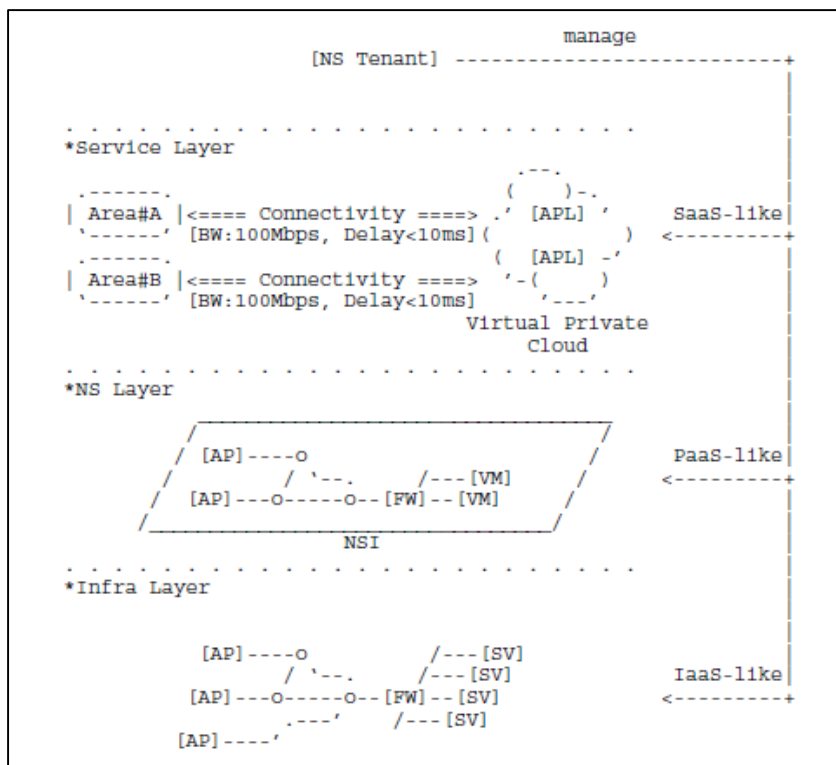 manage
[NS Tenant] ---------------------------+
|
|
. . . . . . . . . . . . . . . . . . . . . . . .
*Service Layer
.--.
.------. ( )-.
| Area#A |<==== Connectivity ====> .' [APL] ' SaaS-like|
'------' [BW:100Mbps, Delay<10ms]( ) <---------+
.------. ( [APL] -'
| Area#B |<==== Connectivity ====> '-( )
'------' [BW:100Mbps, Delay<10ms] '---'
Virtual Private
Cloud
. . . . . . . . . . . . . . . . . . . . . . . .
*NS Layer
__________________________________
/ /
/ [AP]----o / PaaS-like|
/ / '--. /---[VM] / <---------+
/ [AP]---o-----o--[FW]--[VM] /
/_________________________________/
NSI
. . . . . . . . . . . . . . . . . . . . . . . .
*Infra Layer
[AP]----o /---[SV]
/ '--. /---[SV] IaaS-like|
[AP]---o-----o--[FW]--[SV] <---------+
.---' /---[SV]
[AP]----'